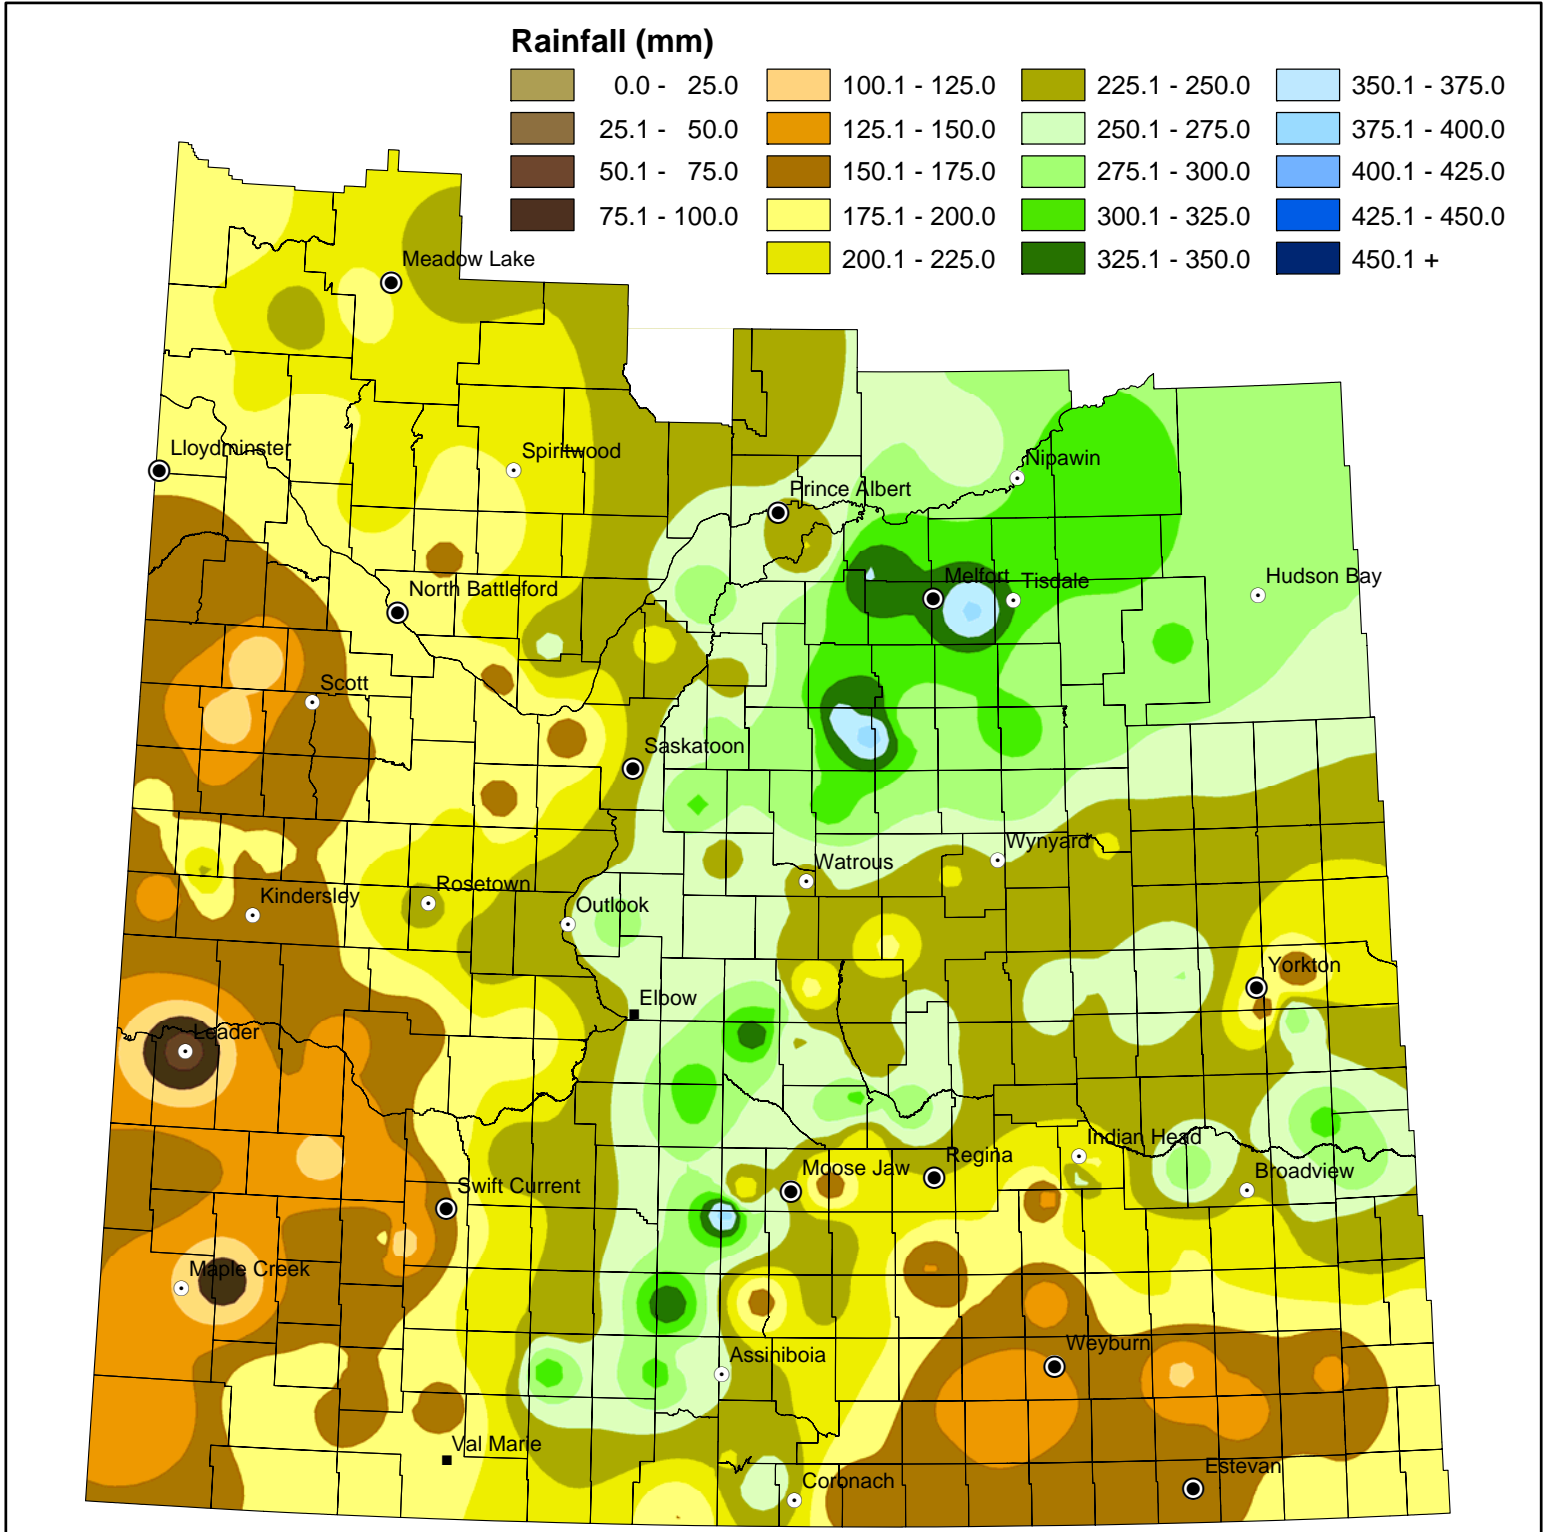 Rainfall (mm)
0.0 - 25.0
25.1 - 50.0
50.1 - 75.0
75.1 - 100.0
100.1 - 125.0
125.1 - 150.0
150.1 - 175.0
175.1 - 200.0
200.1 - 225.0
225.1 - 250.0
250.1 - 275.0
275.1 - 300.0
300.1 - 325.0
325.1 - 350.0
350.1 - 375.0
375.1 - 400.0
400.1 - 425.0
425.1 - 450.0
450.1 +
Meadow Lake
Lloydminster
Spiritwood
Nipawin
Prince Albert
North Battleford
Melfort
Tisdale
Hudson Bay
Scott
Saskatoon
Wynyard
Watrous
Rosetown
Kindersley
Outlook
Yorkton
Elbow
Leader
Indian Head
Regina
Moose Jaw
Broadview
Swift Current
Maple Creek
Weyburn
Assiniboia
Val Marie
Estevan
Coronach